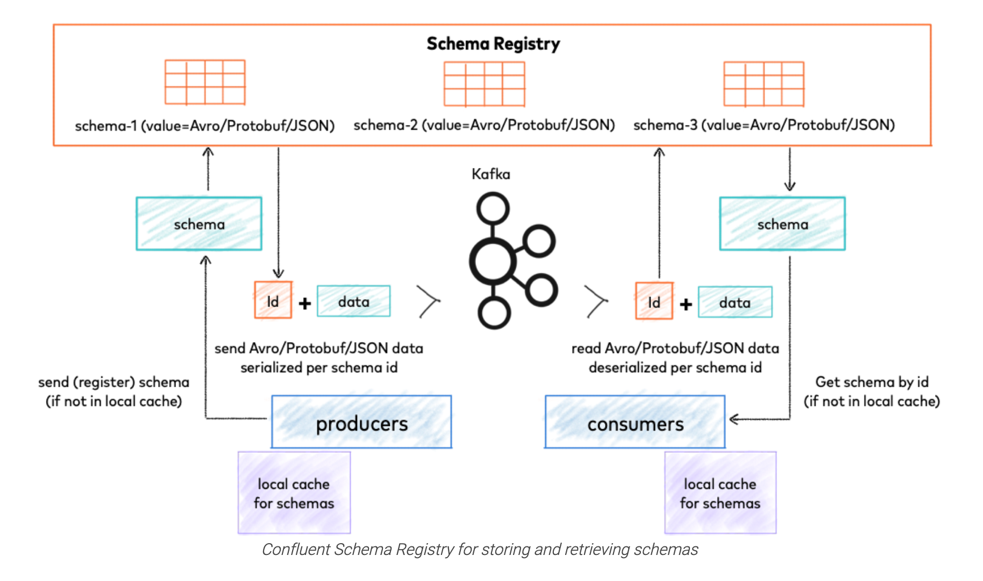 Schema Registry
schema-1 (value=Avro/Protobuf/JSON)
schema-2 (value=Avro/Protobuf/JSON)
schema-3 (value=Avro/Protobuf/JSON)
Kafka
schema
schema
Id + data
Id + data
send Avro/Protobuf/JSON data
serialized per schema id
read Avro/Protobuf/JSON data
deserialized per schema id
send (register) schema
(if not in local cache)
Get schema by id
(if not in local cache)
producers
consumers
local cache
for schemas
local cache
for schemas
Confluent Schema Registry for storing and retrieving schemas